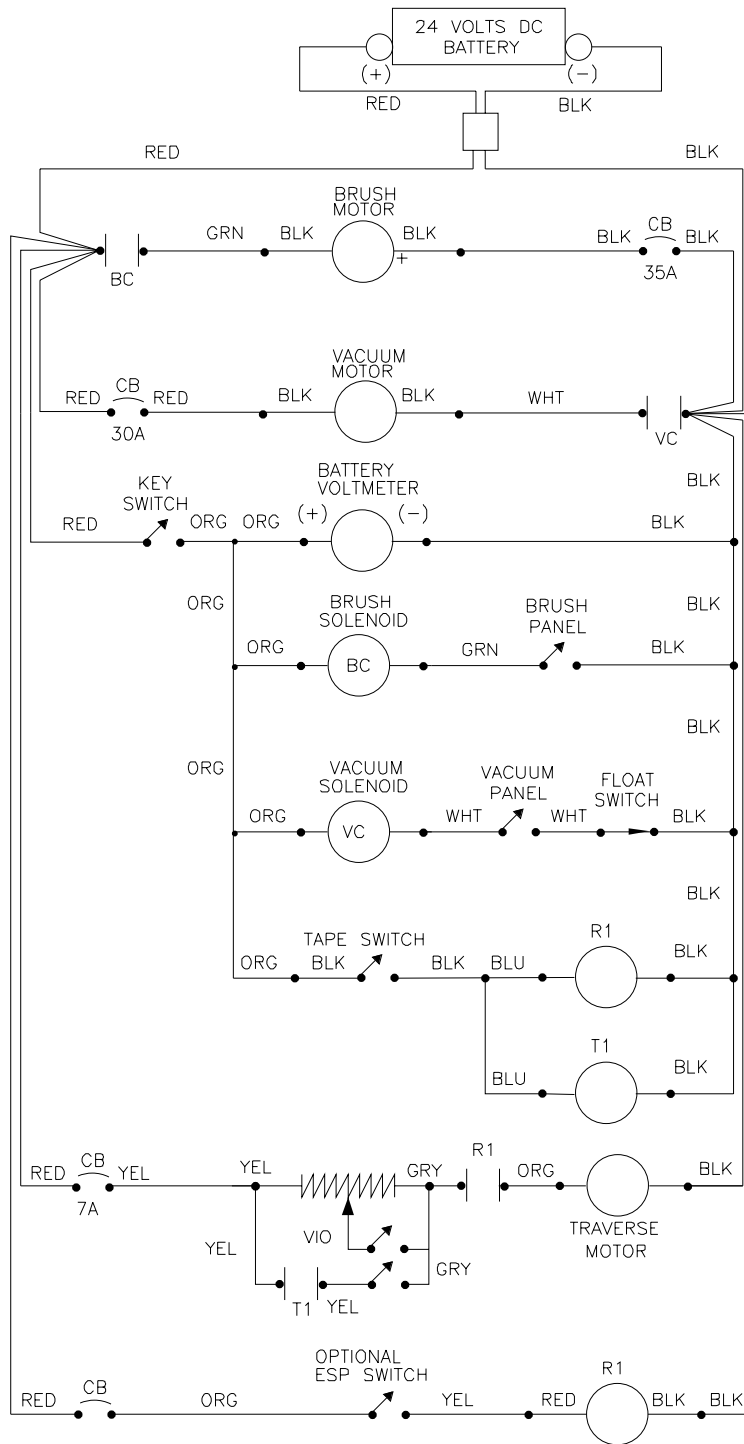 24 VOLTS DC
BATTERY
(+)
(-)
RED
BLK
RED
BLK
BRUSH
MOTOR
GRN
BLK
BLK
+
BLK
CB
BLK
BC
35A
VACUUM
MOTOR
RED
CB
RED
BLK
BLK
WHT
30A
VC
BLK
KEY
SWITCH
BATTERY
VOLTMETER
RED
ORG
ORG
(+)
(-)
BLK
ORG
BLK
BRUSH
SOLENOID
BRUSH
PANEL
ORG
BC
GRN
BLK
BLK
ORG
VACUUM
SOLENOID
VACUUM
PANEL
FLOAT
SWITCH
ORG
VC
WHT
WHT
BLK
BLK
TAPE SWITCH
R1
ORG
BLK
BLK
BLU
BLK
T1
BLU
BLK
RED
CB
YEL
YEL
GRY
R1
ORG
BLK
7A
VIO
TRAVERSE
MOTOR
YEL
GRY
T1
YEL
OPTIONAL
ESP SWITCH
R1
RED
CB
ORG
YEL
RED
BLK
BLK